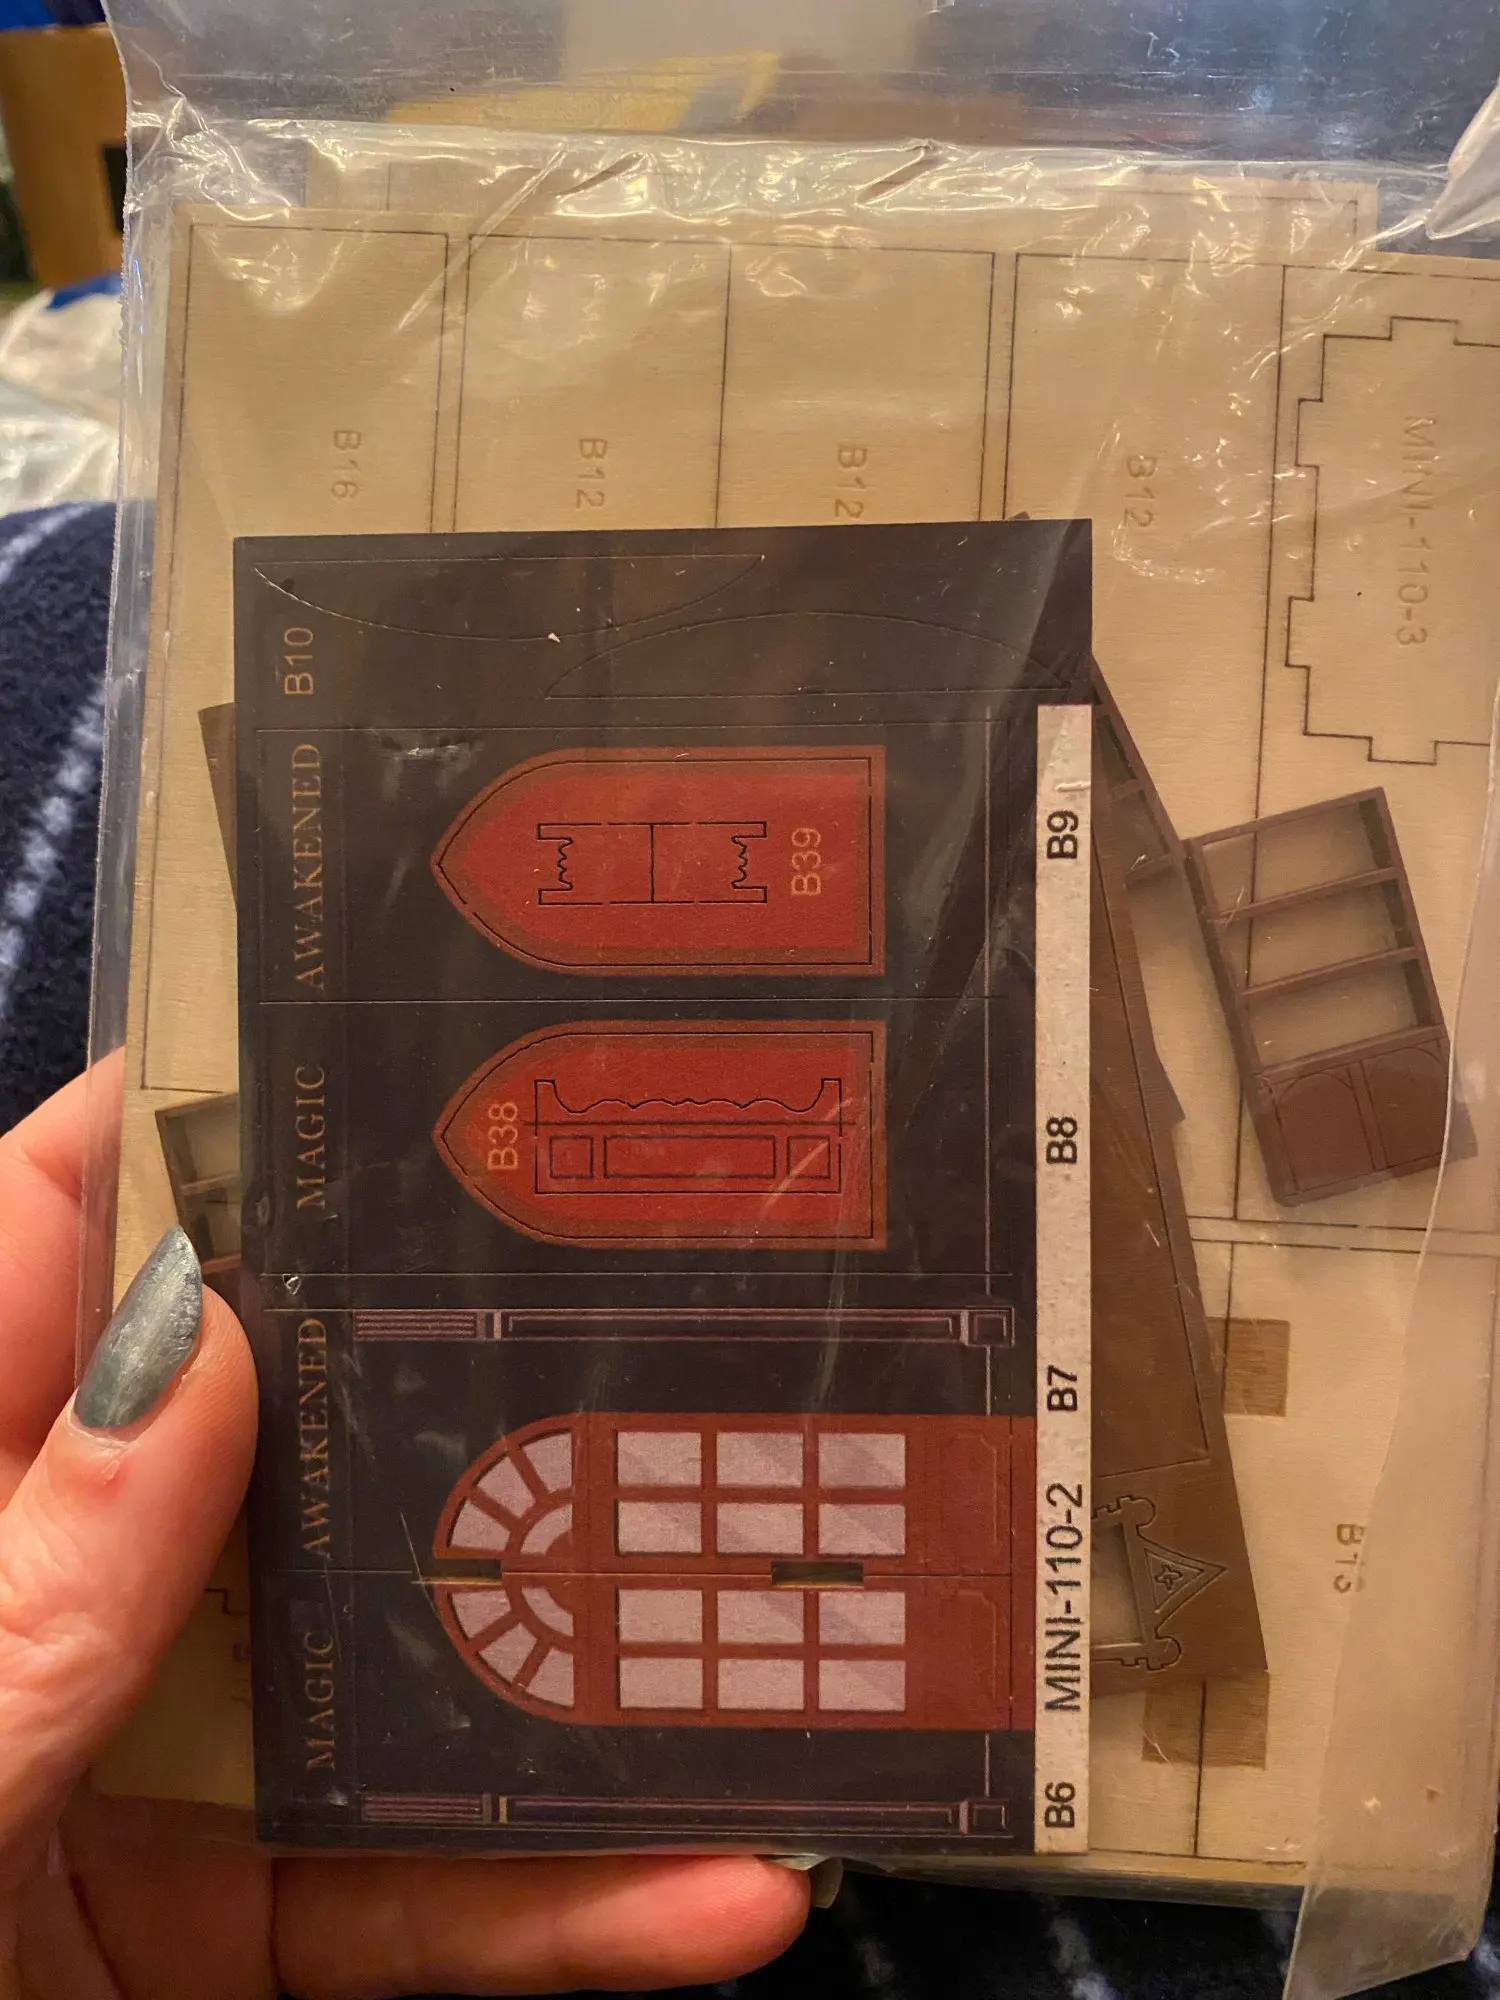 B16
B12
B12
B12
MINI-110-3
B10
MAGIC AWAKENED MAGIC AWAKENED
B39
B38
B6 MINI-110-2 B7 B8 B9